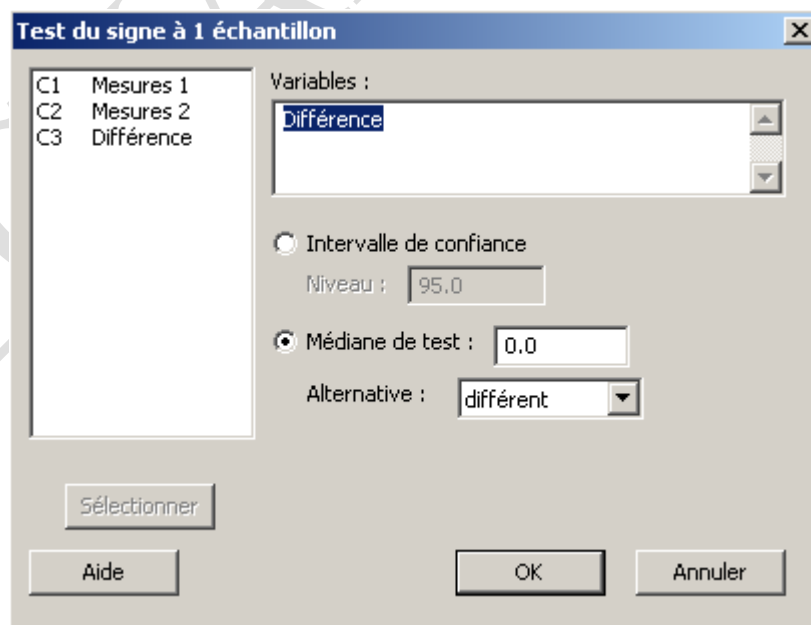 Test du signe à 1 échantillon
C1 Mesures 1
C2 Mesures 2
C3 Différence
Variables :
Différence
Intervalle de confiance
Niveau : 95.0
Médiane de test : 0.0
Alternative : différent
Sélectionner
Aide
OK
Annuler